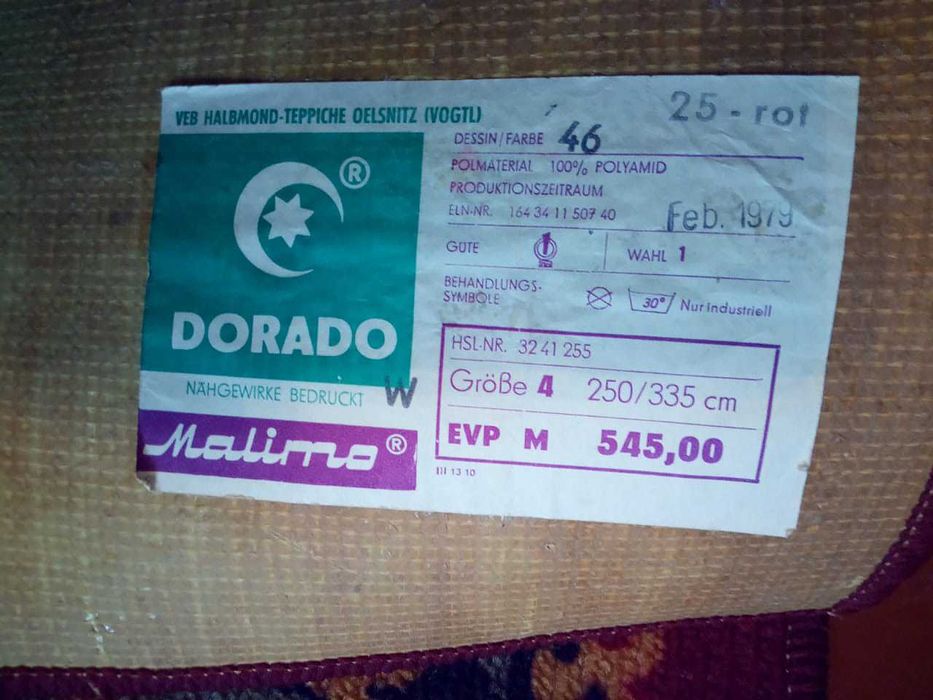 VEB HALBMOND-TEPPICHE OELSNITZ (VOGTL)
®
DORADO
NÄHGEWIRKE BEDRUCKT W
Malimo ®
25-rot
DESSIN/FARBE 46
POLMATERIAL 100% POLYAMID
PRODUKTIONSZEITRAUM
ELN-NR. 164 34 11 507 40 Feb. 1979
GÜTE 1 WAHL 1
BEHANDLUNGS-
SYMBOLE 30° Nur industriell
HSL-NR. 32 41 255
Größe 4 250/335 cm
EVP M 545,00
III 13 10